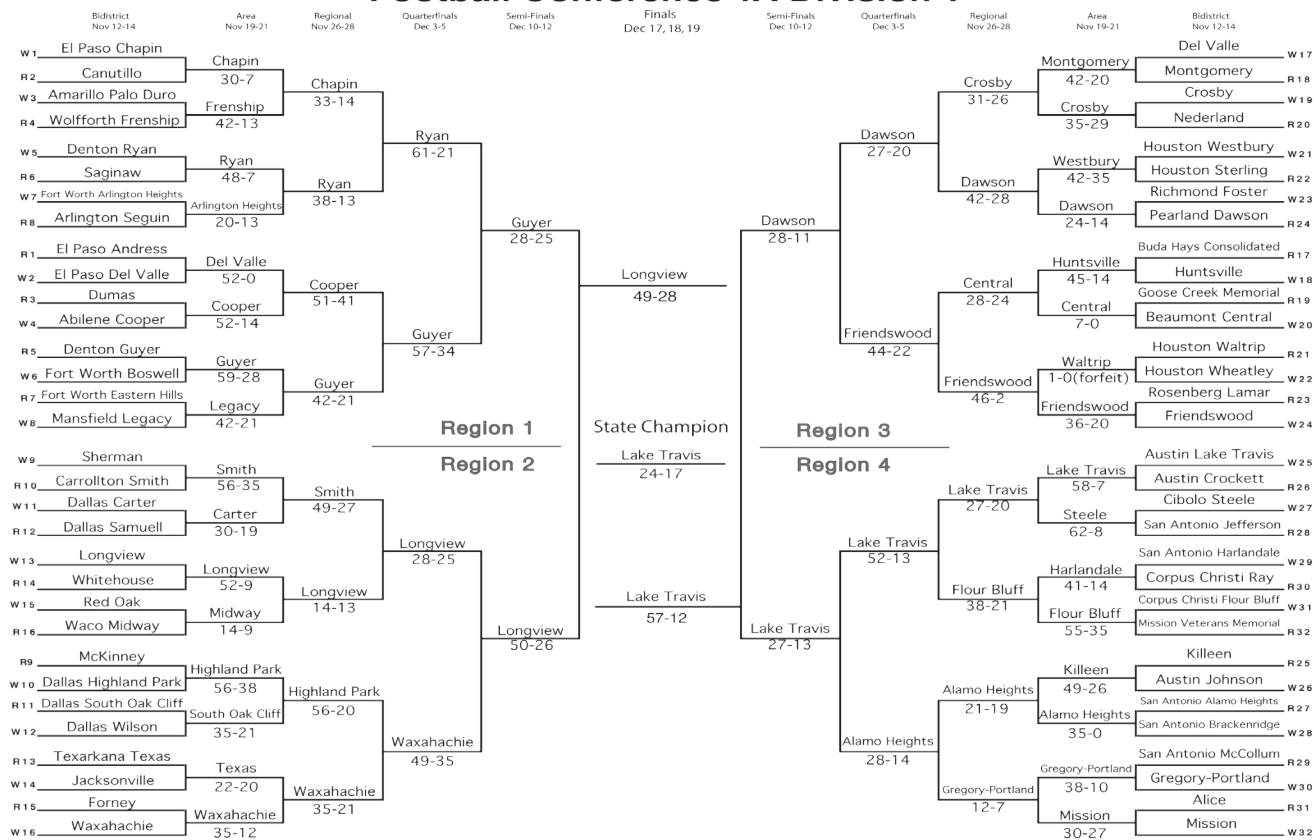 Football Conference 4A Division 1
Bidistrict
Nov 12-14
Area
Nov 19-21
Regional
Nov 26-28
Quarterfinals
Dec 3-5
Semi-Finals
Dec 10-12
Finals
Dec 17,18,19
Semi-Finals
Dec 10-12
Quarterfinals
Dec 3-5
Regional
Nov 26-28
Area
Nov 19-21
Bidistrict
Nov 12-14
W1 El Paso Chapin
R2 Canutillo
W3 Amarillo Palo Duro
R4 Wolfforth Frenship
W5 Denton Ryan
R6 Saginaw
W7 Fort Worth Arlington Heights
R8 Arlington Seguin
R1 El Paso Andress
W2 El Paso Del Valle
R3 Dumas
W4 Abilene Cooper
R5 Denton Guyer
W6 Fort Worth Boswell
R7 Fort Worth Eastern Hills
W8 Mansfield Legacy
W9 Sherman
R10 Carrollton Smith
W11 Dallas Carter
R12 Dallas Samuell
W13 Longview
R14 Whitehouse
W15 Red Oak
R16 Waco Midway
R9 McKinney
W10 Dallas Highland Park
R11 Dallas South Oak Cliff
W12 Dallas Wilson
R13 Texarkana Texas
W14 Jacksonville
R15 Forney
W16 Waxahachie
Chapin
30-7
Frenship
42-13
Ryan
48-7
Arlington Heights
20-13
Del Valle
52-0
Cooper
52-14
Guyer
59-28
Legacy
42-21
Smith
56-35
Carter
30-19
Longview
52-9
Midway
14-9
Highland Park
56-38
South Oak Cliff
35-21
Texas
22-20
Waxahachie
35-12
Chapin
33-14
Ryan
38-13
Cooper
51-41
Guyer
42-21
Smith
49-27
Longview
14-13
Highland Park
56-20
Waxahachie
35-21
Ryan
61-21
Guyer
57-34
Longview
28-25
Waxahachie
49-35
Guyer
28-25
Longview
50-26
Region 1
Region 2
Longview
49-28
State Champion
Lake Travis
24-17
Lake Travis
57-12
Region 3
Region 4
Dawson
28-11
Lake Travis
27-13
Dawson
27-20
Friendswood
44-22
Lake Travis
52-13
Alamo Heights
28-14
Crosby
31-26
Dawson
42-28
Central
28-24
Friendswood
46-2
Lake Travis
27-20
Flour Bluff
38-21
Alamo Heights
21-19
Gregory-Portland
12-7
Montgomery
42-20
Crosby
35-29
Westbury
42-35
Dawson
24-14
Huntsville
45-14
Central
7-0
Waltrip
1-0(forfeit)
Friendswood
36-20
Lake Travis
58-7
Steele
62-8
Harlandale
41-14
Flour Bluff
55-35
Killeen
49-26
Alamo Heights
35-0
Gregory-Portland
38-10
Mission
30-27
Del Valle W17
Montgomery R18
Crosby W19
Nederland R20
Houston Westbury W21
Houston Sterling R22
Richmond Foster W23
Pearland Dawson R24
Buda Hays Consolidated R17
Huntsville W18
Goose Creek Memorial R19
Beaumont Central W20
Houston Waltrip R21
Houston Wheatley W22
Rosenberg Lamar R23
Friendswood W24
Austin Lake Travis W25
Austin Crockett R26
Cibolo Steele W27
San Antonio Jefferson R28
San Antonio Harlandale W29
Corpus Christi Ray R30
Corpus Christi Flour Bluff W31
Mission Veterans Memorial R32
Killeen R25
Austin Johnson W26
San Antonio Alamo Heights R27
San Antonio Brackenridge W28
San Antonio McCollum R29
Gregory-Portland W30
Alice R31
Mission W32